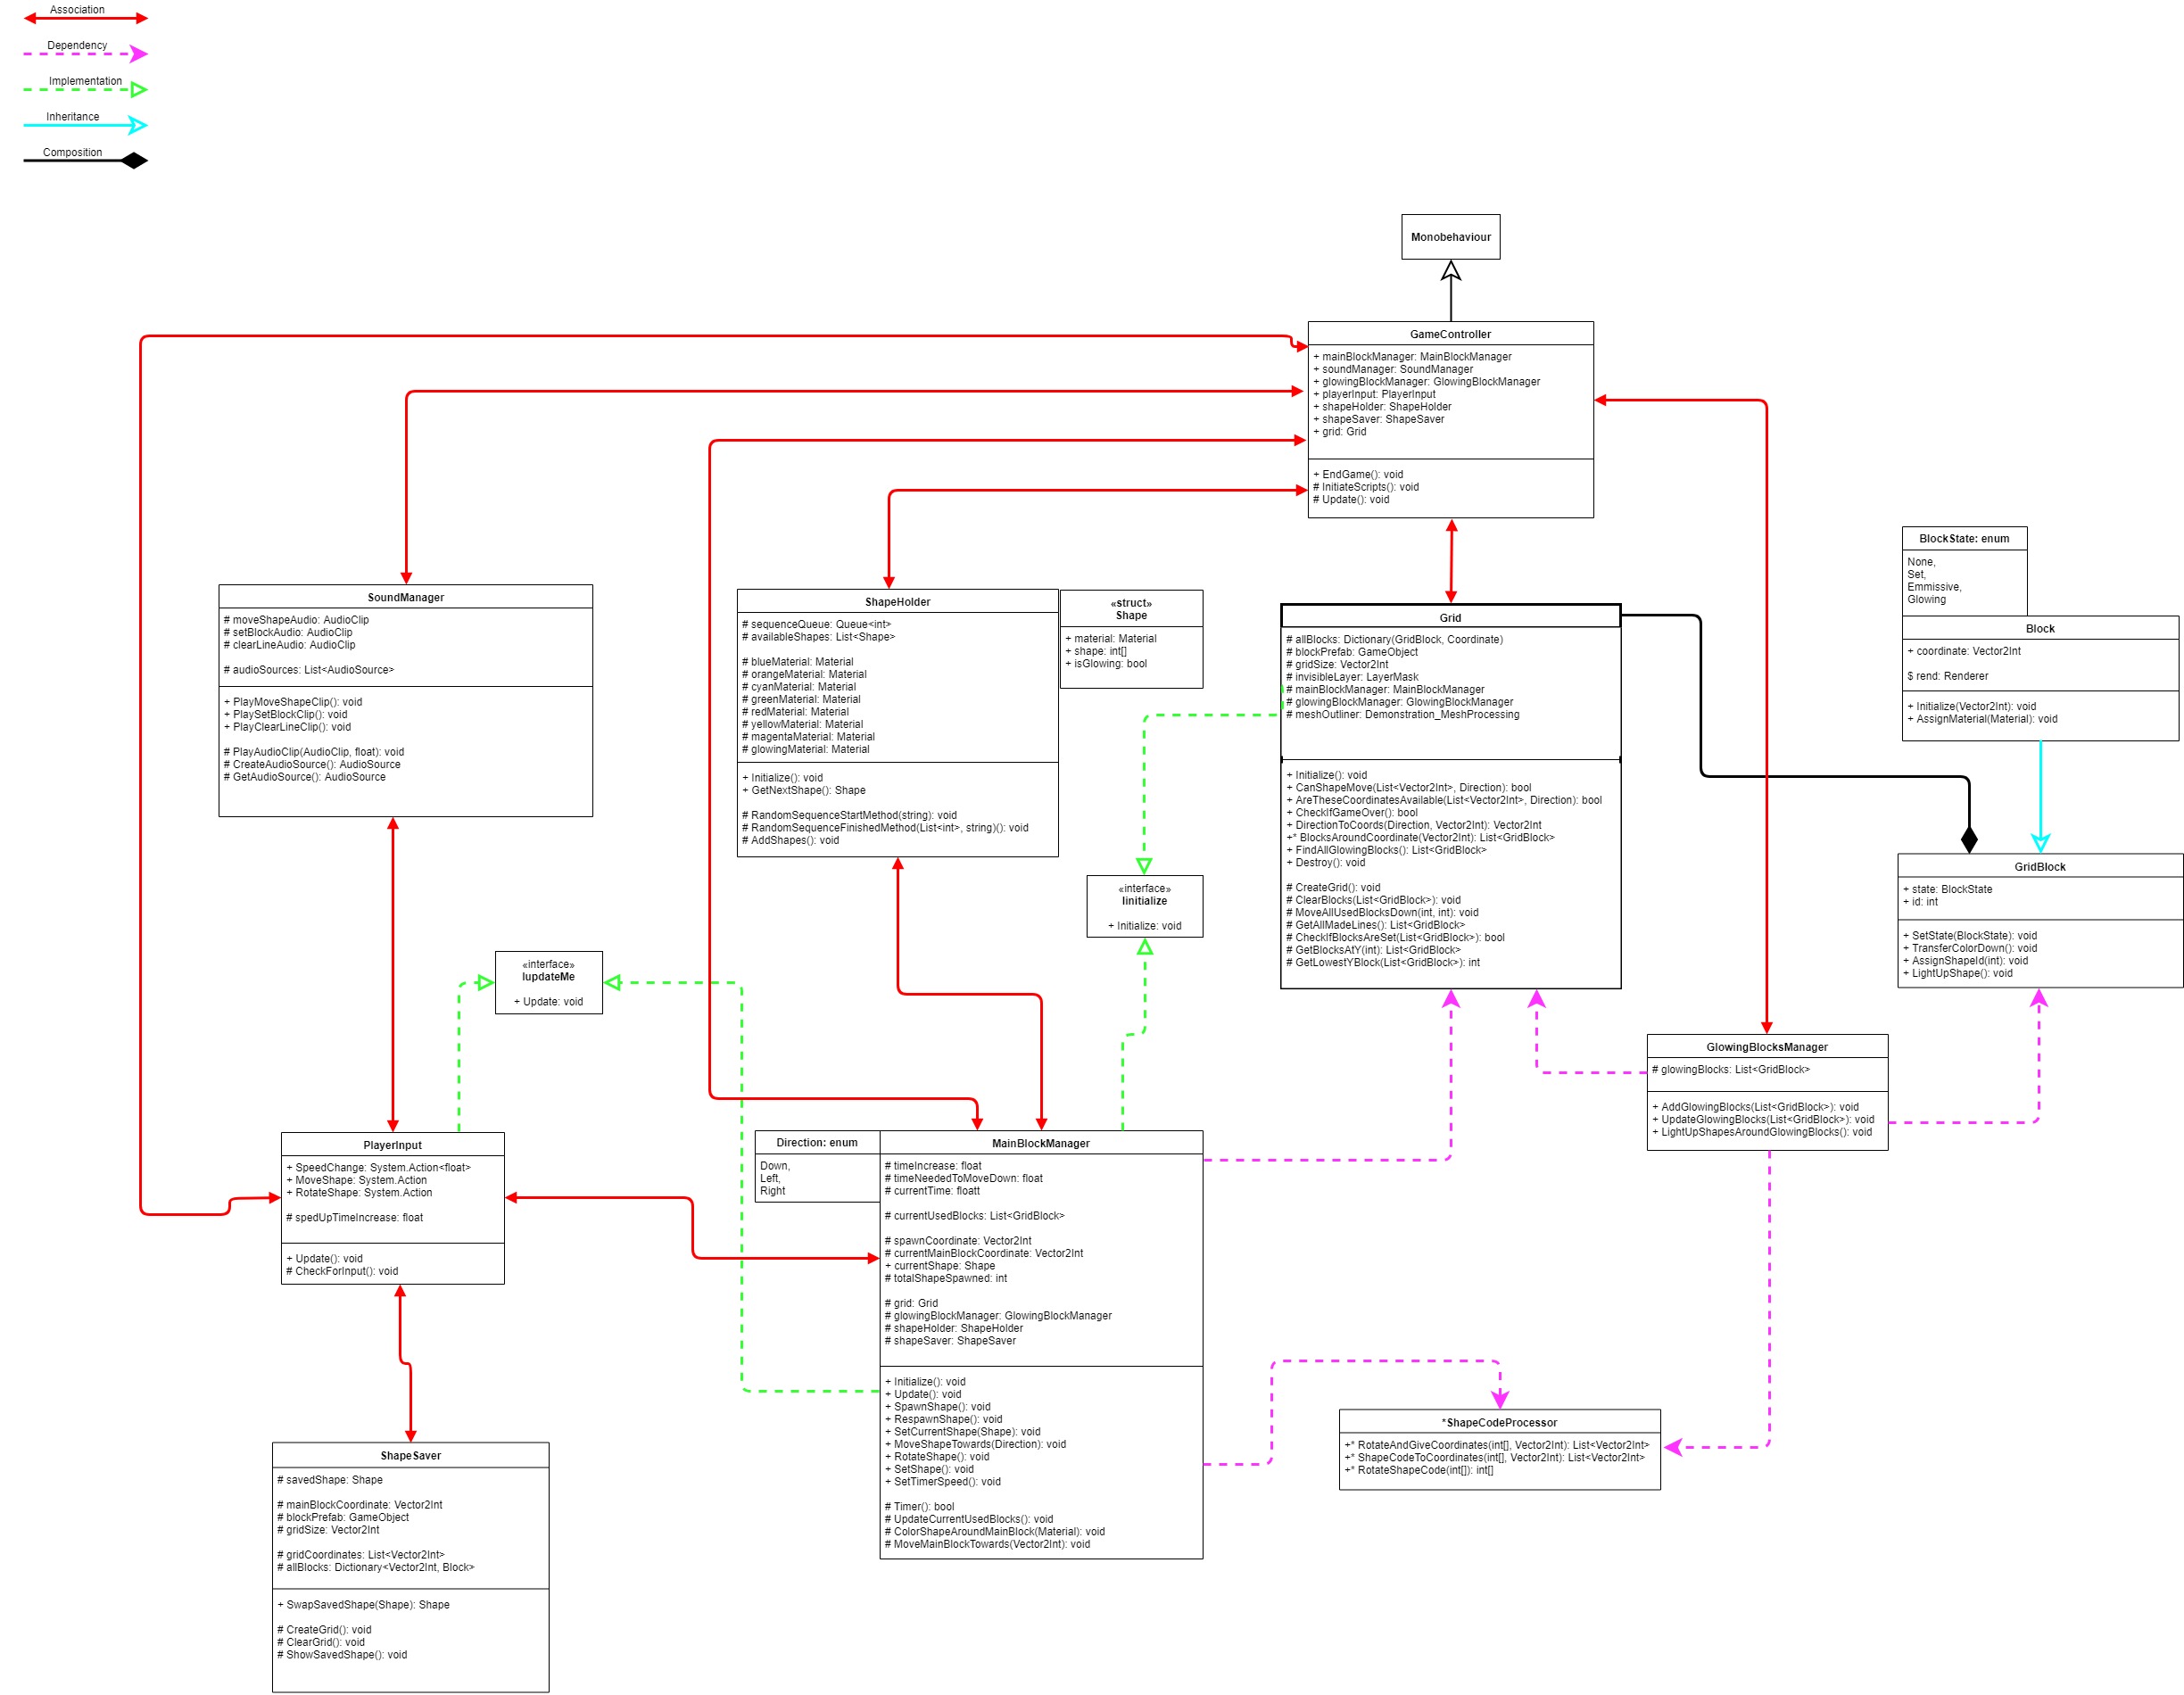 Association
Dependency
Implementation
Inheritance
Composition
Monobehaviour
GameController
+ mainBlockManager: MainBlockManager
+ soundManager: SoundManager
+ glowingBlockManager: GlowingBlockManager
+ playerInput: PlayerInput
+ shapeHolder: ShapeHolder
+ shapeSaver: ShapeSaver
+ grid: Grid
+ EndGame(): void
# InitiateScripts(): void
# Update(): void
SoundManager
# moveShapeAudio: AudioClip
# setBlockAudio: AudioClip
# clearLineAudio: AudioClip
# audioSources: List<AudioSource>
+ PlayMoveShapeClip(): void
+ PlaySetBlockClip(): void
+ PlayClearLineClip(): void
# PlayAudioClip(AudioClip, float): void
# CreateAudioSource(): AudioSource
# GetAudioSource(): AudioSource
ShapeHolder
# sequenceQueue: Queue<int>
# availableShapes: List<Shape>
# blueMaterial: Material
# orangeMaterial: Material
# cyanMaterial: Material
# greenMaterial: Material
# redMaterial: Material
# yellowMaterial: Material
# magentaMaterial: Material
# glowingMaterial: Material
+ Initialize(): void
+ GetNextShape(): Shape
# RandomSequenceStartMethod(string): void
# RandomSequenceFinishedMethod(List<int>, string)(): void
# AddShapes(): void
«struct»
Shape
+ material: Material
+ shape: int[]
+ isGlowing: bool
Grid
# allBlocks: Dictionary(GridBlock, Coordinate)
# blockPrefab: GameObject
# gridSize: Vector2Int
# invisibleLayer: LayerMask
# mainBlockManager: MainBlockManager
# glowingBlockManager: GlowingBlockManager
# meshOutliner: Demonstration_MeshProcessing
+ Initialize(): void
+ CanShapeMove(List<Vector2Int>, Direction): bool
+ AreTheseCoordinatesAvailable(List<Vector2Int>, Direction): bool
+ CheckIfGameOver(): bool
+ DirectionToCoords(Direction, Vector2Int): Vector2Int
+* BlocksAroundCoordinate(Vector2Int): List<GridBlock>
+ FindAllGlowingBlocks(): List<GridBlock>
+ Destroy(): void
# CreateGrid(): void
# ClearBlocks(List<GridBlock>): void
# MoveAllUsedBlocksDown(int, int): void
# GetAllMadeLines(): List<GridBlock>
# CheckIfBlocksAreSet(List<GridBlock>): bool
# GetBlocksAtY(int): List<GridBlock>
# GetLowestYBlock(List<GridBlock>): int
BlockState: enum
None,
Set,
Emmissive,
Glowing
Block
+ coordinate: Vector2Int
$ rend: Renderer
+ Initialize(Vector2Int): void
+ AssignMaterial(Material): void
GridBlock
+ state: BlockState
+ id: int
+ SetState(BlockState): void
+ TransferColorDown(): void
+ AssignShapeId(int): void
+ LightUpShape(): void
«interface»
Iinitialize
+ Initialize: void
«interface»
IupdateMe
+ Update: void
GlowingBlocksManager
# glowingBlocks: List<GridBlock>
+ AddGlowingBlocks(List<GridBlock>): void
+ UpdateGlowingBlocks(List<GridBlock>): void
+ LightUpShapesAroundGlowingBlocks(): void
PlayerInput
+ SpeedChange: System.Action<float>
+ MoveShape: System.Action
+ RotateShape: System.Action
# spedUpTimeIncrease: float
+ Update(): void
# CheckForInput(): void
Direction: enum
Down,
Left,
Right
MainBlockManager
# timeIncrease: float
# timeNeededToMoveDown: float
# currentTime: floatt
# currentUsedBlocks: List<GridBlock>
# spawnCoordinate: Vector2Int
# currentMainBlockCoordinate: Vector2Int
+ currentShape: Shape
# totalShapeSpawned: int
# grid: Grid
# glowingBlockManager: GlowingBlockManager
# shapeHolder: ShapeHolder
# shapeSaver: ShapeSaver
+ Initialize(): void
+ Update(): void
+ SpawnShape(): void
+ RespawnShape(): void
+ SetCurrentShape(Shape): void
+ MoveShapeTowards(Direction): void
+ RotateShape(): void
+ SetShape(): void
+ SetTimerSpeed(): void
# Timer(): bool
# UpdateCurrentUsedBlocks(): void
# ColorShapeAroundMainBlock(Material): void
# MoveMainBlockTowards(Vector2Int): void
*ShapeCodeProcessor
+* RotateAndGiveCoordinates(int[], Vector2Int): List<Vector2Int>
+* ShapeCodeToCoordinates(int[], Vector2Int): List<Vector2Int>
+* RotateShapeCode(int[]): int[]
ShapeSaver
# savedShape: Shape
# mainBlockCoordinate: Vector2Int
# blockPrefab: GameObject
# gridSize: Vector2Int
# gridCoordinates: List<Vector2Int>
# allBlocks: Dictionary<Vector2Int, Block>
+ SwapSavedShape(Shape): Shape
# CreateGrid(): void
# ClearGrid(): void
# ShowSavedShape(): void